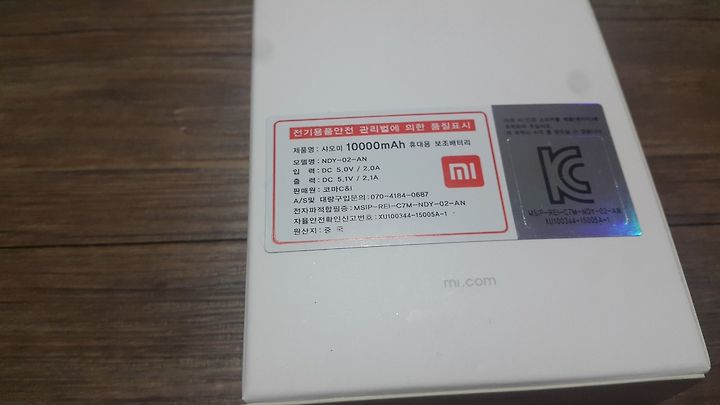 전기용품안전 관리법에 의한 품질표시
제품명 : 샤오미 10000mAh 휴대용 보조배터리
모델명 : NDY-02-AN
입 력 : DC 5.0V / 2.0A
출 력 : DC 5.1V / 2.1A
판매원 : 코마C&I
A/S및 대량구입문의:070-4184-0687
전자파적합필증: MSIP-REI-C7M-NDY-02-AN
자율안전확인신고번호: XU100344-15005A-1
원산지: 중 국
mi
MSIP-REI-C7M-NDY-02-AN
XU100344-15005A-1
mi.com